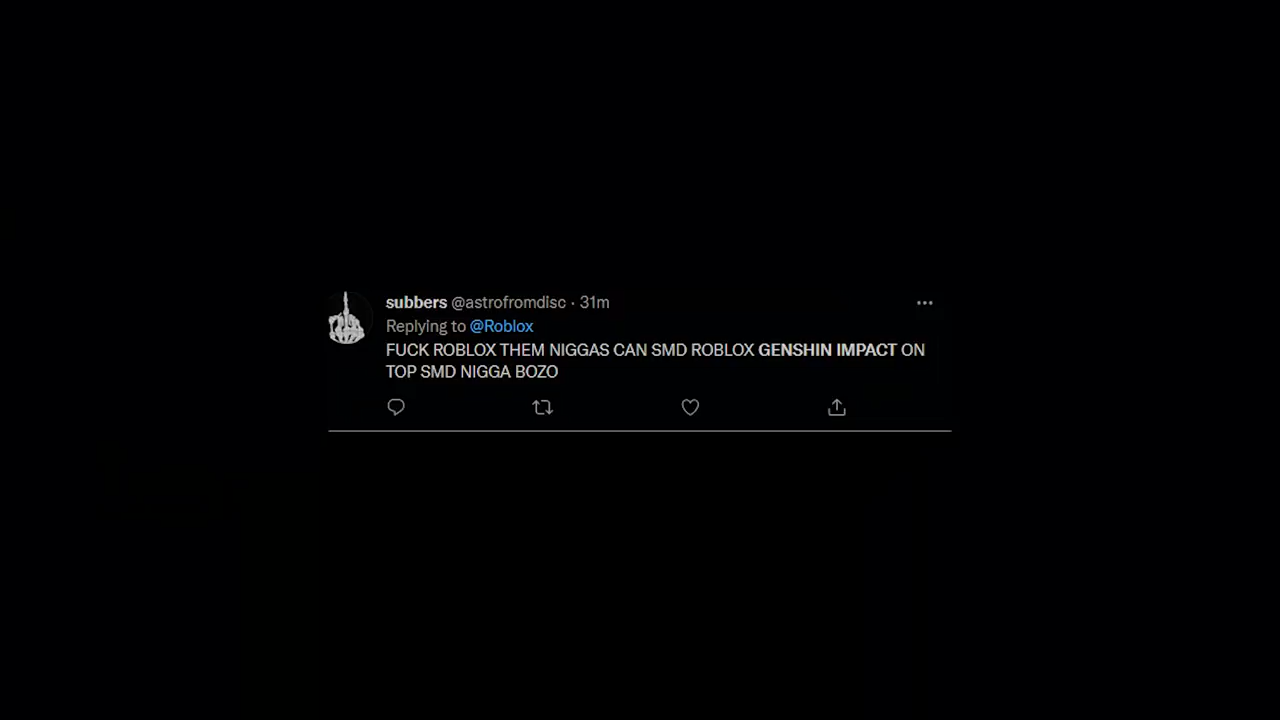 subbers @astrofromdisc · 31m
Replying to @Roblox
FUCK ROBLOX THEM NIGGAS CAN SMD ROBLOX GENSHIN IMPACT ON
TOP SMD NIGGA BOZO